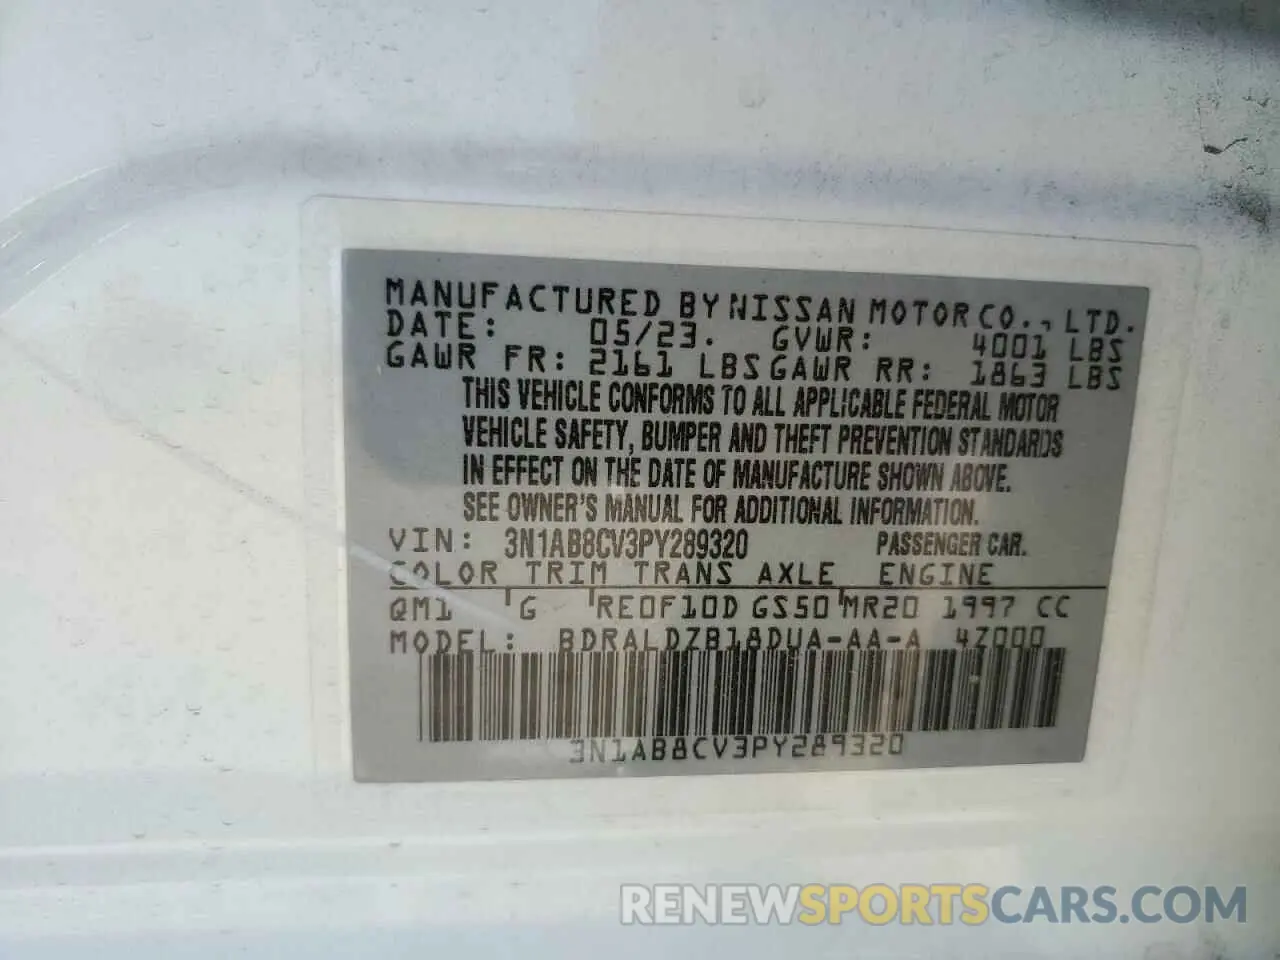 MANUFACTURED BY NISSAN MOTOR CO., LTD.
DATE: 05/23. GVWR: 4001 LBS
GAWR FR: 2161 LBS GAWR RR: 1863 LBS
THIS VEHICLE CONFORMS TO ALL APPLICABLE FEDERAL MOTOR
VEHICLE SAFETY, BUMPER AND THEFT PREVENTION STANDARDS
IN EFFECT ON THE DATE OF MANUFACTURE SHOWN ABOVE.
SEE OWNER'S MANUAL FOR ADDITIONAL INFORMATION.
VIN: 3N1AB8CV3PY289320 PASSENGER CAR.
COLOR TRIM TRANS AXLE ENGINE
QM1 G RE0F10D GS50 MR20 1997 CC
MODEL: BDRALDZB18DUA-AA-A 4Z000
3N1AB8CV3PY289320
RENEWSPORTSCARS.COM